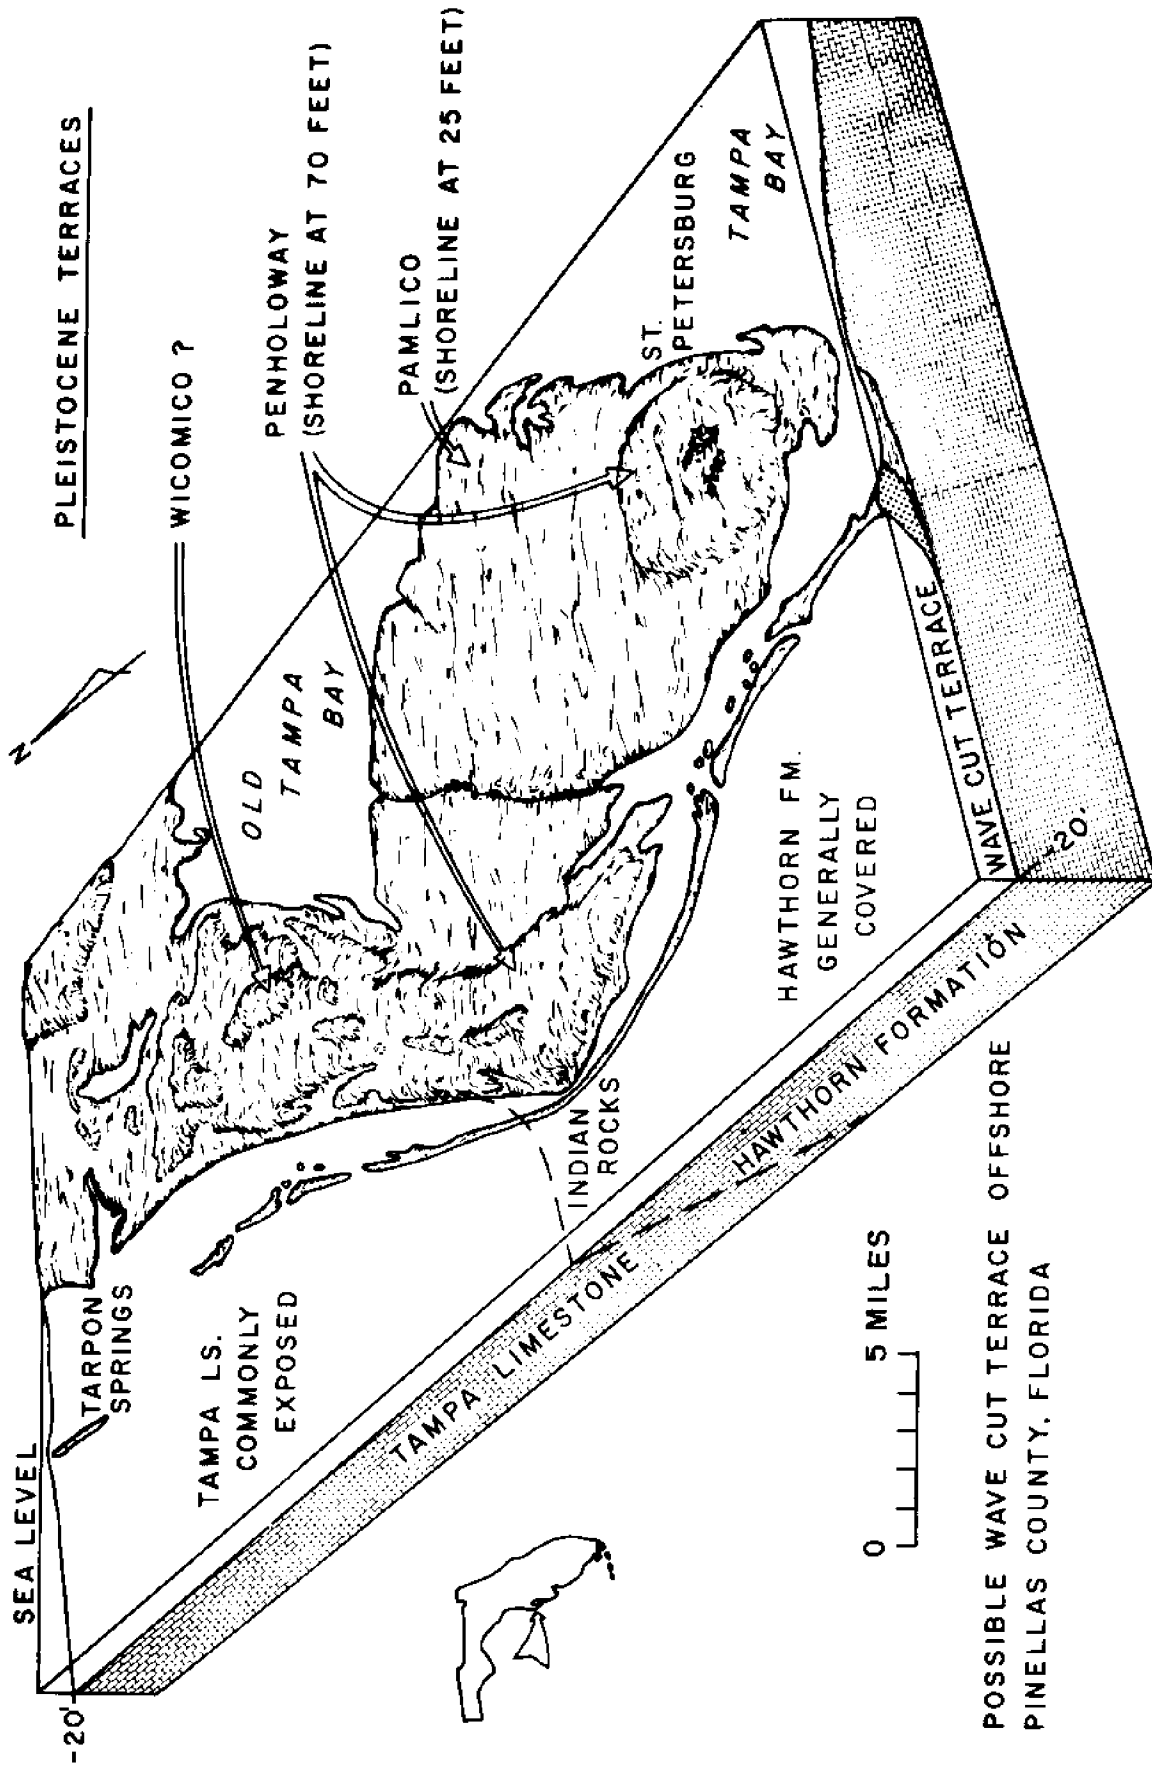 PLEISTOCENE TERRACES
WICOMICO ?
PENHOLOWAY
(SHORELINE AT 70 FEET)
PAMLICO
(SHORELINE AT 25 FEET)
N
SEA LEVEL
-20'
TARPON
SPRINGS
OLD
TAMPA
BAY
ST.
PETERSBURG
TAMPA
BAY
TAMPA LS.
COMMONLY
EXPOSED
INDIAN
ROCKS
HAWTHORN FM.
GENERALLY
COVERED
WAVE CUT TERRACE
-20'
TAMPA LIMESTONE
HAWTHORN FORMATION
0 5 MILES
POSSIBLE WAVE CUT TERRACE OFFSHORE
PINELLAS COUNTY, FLORIDA